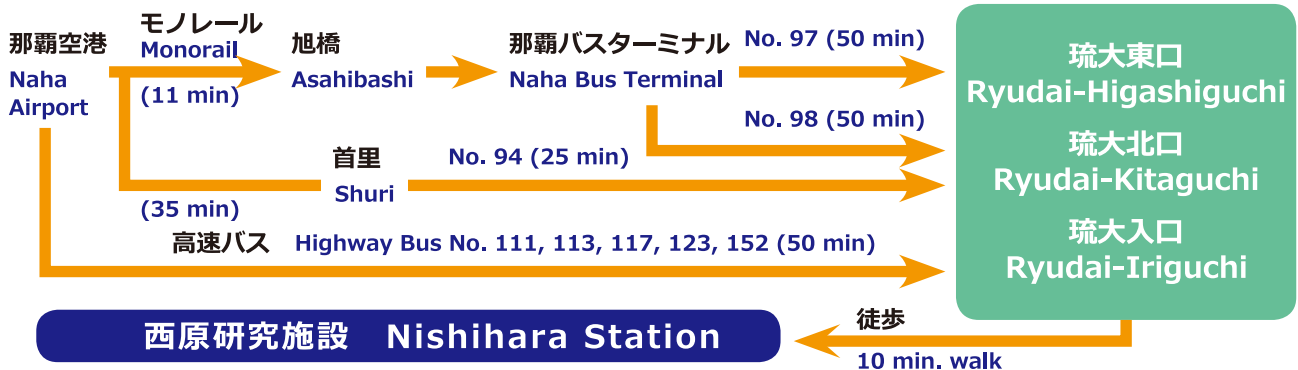 那覇空港
Naha
Airport
モノレール
Monorail
(11 min)
旭橋
Asahibashi
那覇バスターミナル
Naha Bus Terminal
No. 97 (50 min)
No. 98 (50 min)
首里
Shuri
No. 94 (25 min)
(35 min)
高速バス Highway Bus No. 111, 113, 117, 123, 152 (50 min)
琉大東口
Ryudai-Higashiguchi
琉大北口
Ryudai-Kitaguchi
琉大入口
Ryudai-Iriguchi
徒歩
10 min. walk
西原研究施設 Nishihara Station